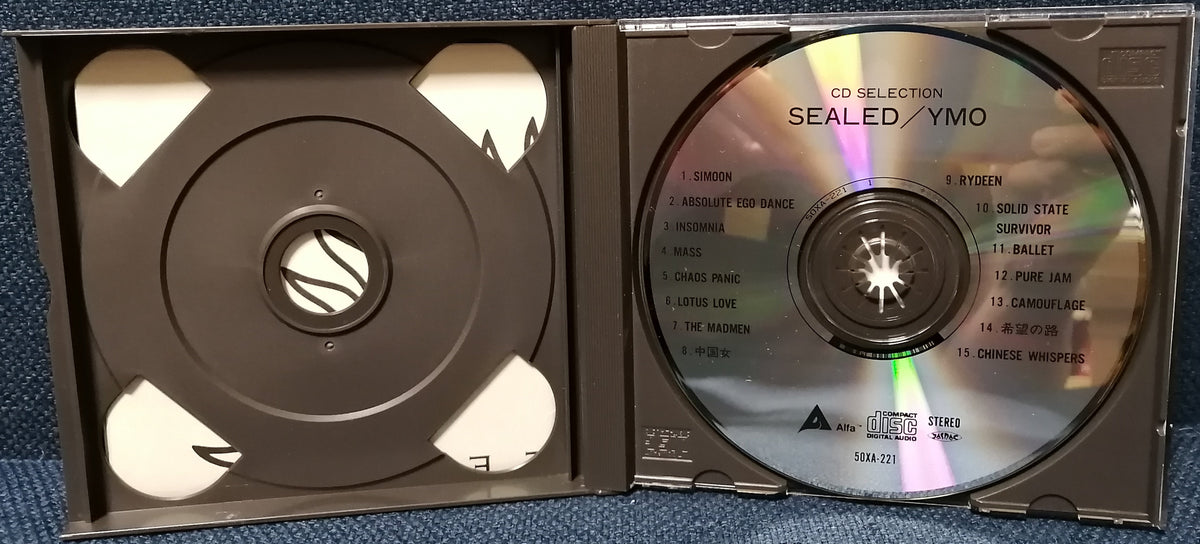 CD SELECTION
SEALED/YMO
1.SIMOON
2.ABSOLUTE EGO DANCE
3 INSOMNIA
4 MASS
5 CHAOS PANIC
6.LOTUS LOVE
7 THE MADMEN
8.中国女
9.RYDEEN
10.SOLID STATE
SURVIVOR
11.BALLET
12.PURE JAM
13.CAMOUFLAGE
14.希望の路
15.CHINESE WHISPERS
50XA-221
Alfa
COMPACT
disc
DIGITAL AUDIO
STEREO
JASRAC
50XA-221